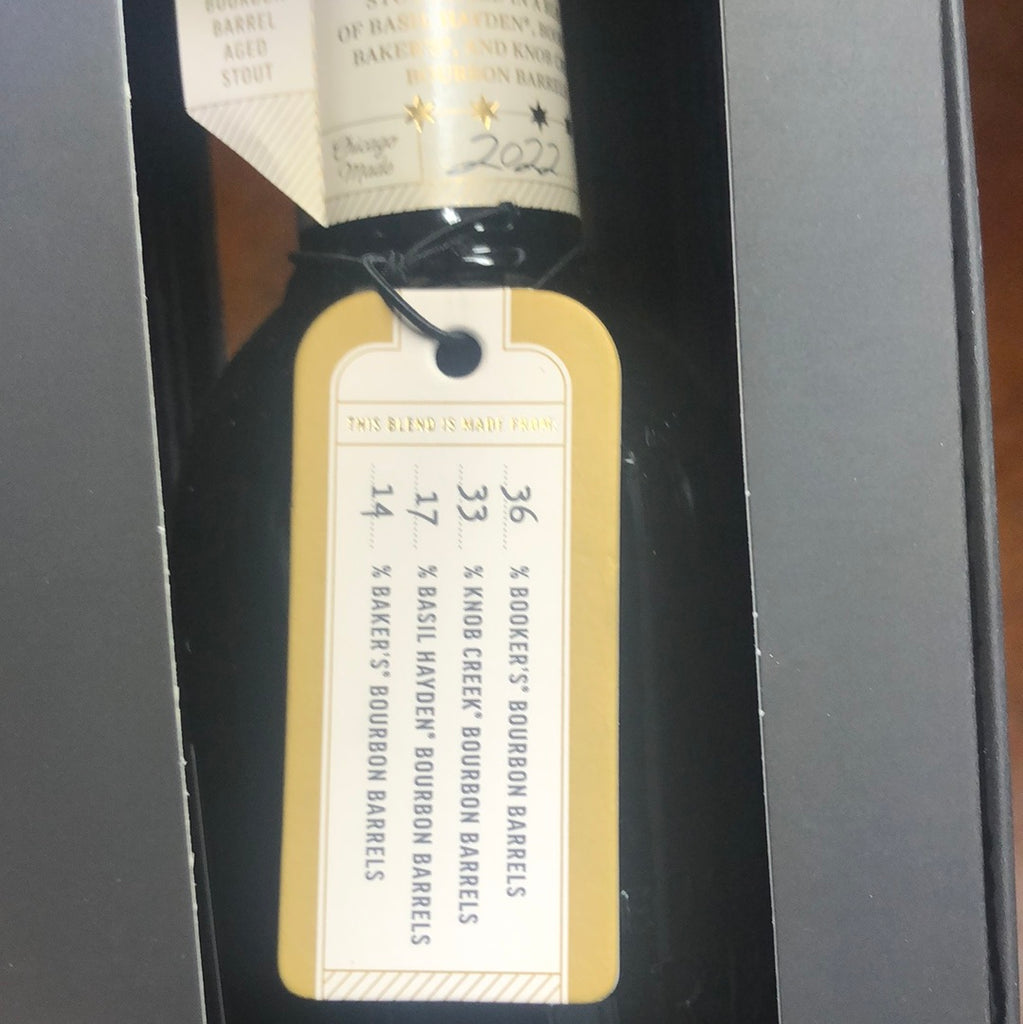 BOURBON
BARREL
AGED
STOUT
OF BASIL HAYDEN®,
BAKER'S®, AND KNOB
BOURBON
Chicago
Made
2022
THIS BLEND IS MADE FROM
36 % BOOKER'S® BOURBON BARRELS
33 % KNOB CREEK® BOURBON BARRELS
17 % BASIL HAYDEN® BOURBON BARRELS
14 % BAKER'S® BOURBON BARRELS